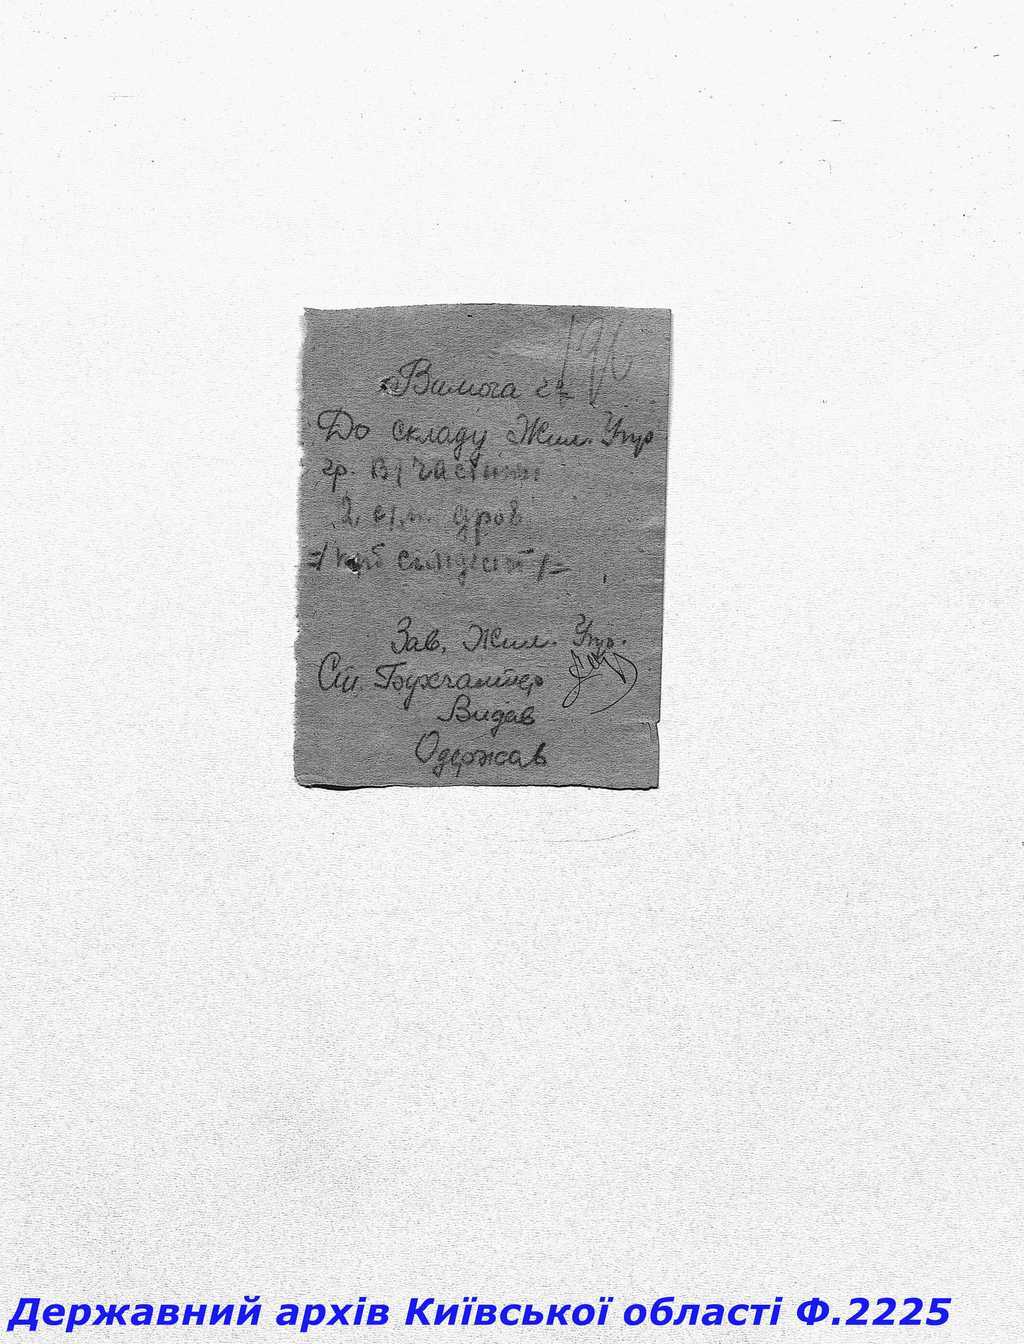 196
Вимога
До складу Жил. Упр
гр. В/частини
2 с/м. дров
Зав. Жил. Упр.
Ст. Бухгалтер
Видав
Одержав
Державний архів Київської області Ф.2225